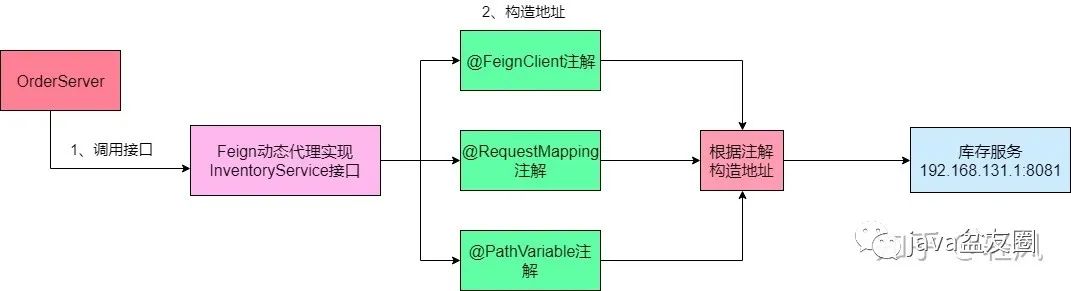 2、构造地址
OrderServer
1、调用接口
Feign动态代理实现
InventoryService接口
@FeignClient注解
@RequestMapping
注解
@PathVariable注
解
根据注解
构造地址
库存服务
192.168.131.1:8081
java盆友圈